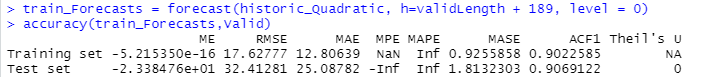 > train_Forecasts = forecast(historic_Quadratic, h=validLength + 189, level = 0)
> accuracy(train_Forecasts,Valid)
                        ME     RMSE      MAE  MPE MAPE      MASE      ACF1 Theil's U
Training set -5.215350e-16 17.62777 12.80639  NaN  Inf 0.9255858 0.9022585        NA
Test set     -2.338476e+01 32.41281 25.08782 -Inf  Inf 1.8132303 0.9069122         0